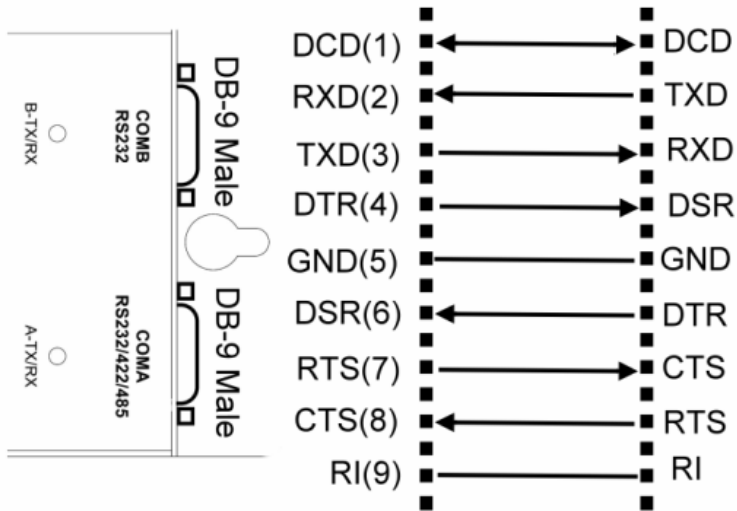 B-TX/RX
COMB
RS232
DB-9 Male
A-TX/RX
COMA
RS232/422/485
DB-9 Male
DCD(1) DCD
RXD(2) TXD
TXD(3) RXD
DTR(4) DSR
GND(5) GND
DSR(6) DTR
RTS(7) CTS
CTS(8) RTS
RI(9) RI